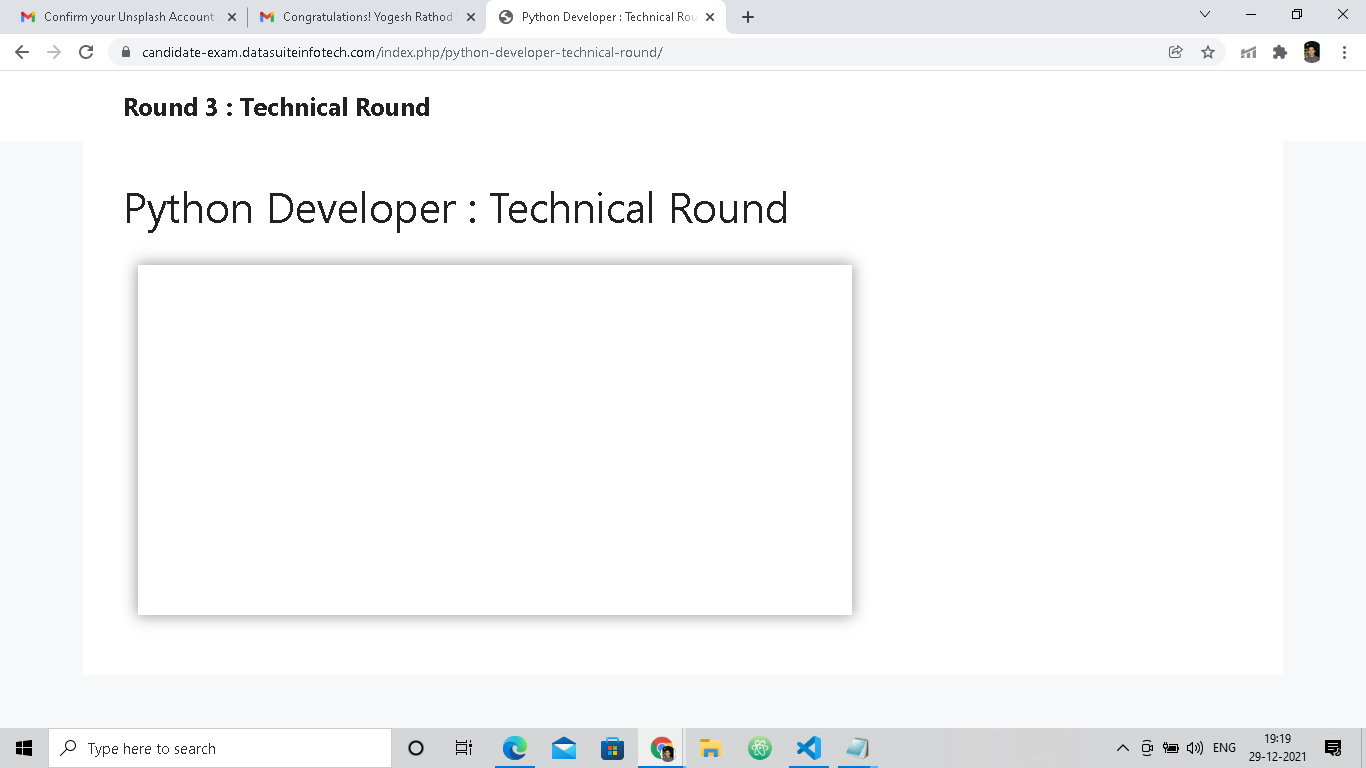 Confirm your Unsplash Account
Congratulations! Yogesh Rathod
Python Developer : Technical Rou
candidate-exam.datasuiteinfotech.com/index.php/python-developer-technical-round/
Round 3 : Technical Round
Python Developer : Technical Round
Type here to search
ENG
19:19
29-12-2021